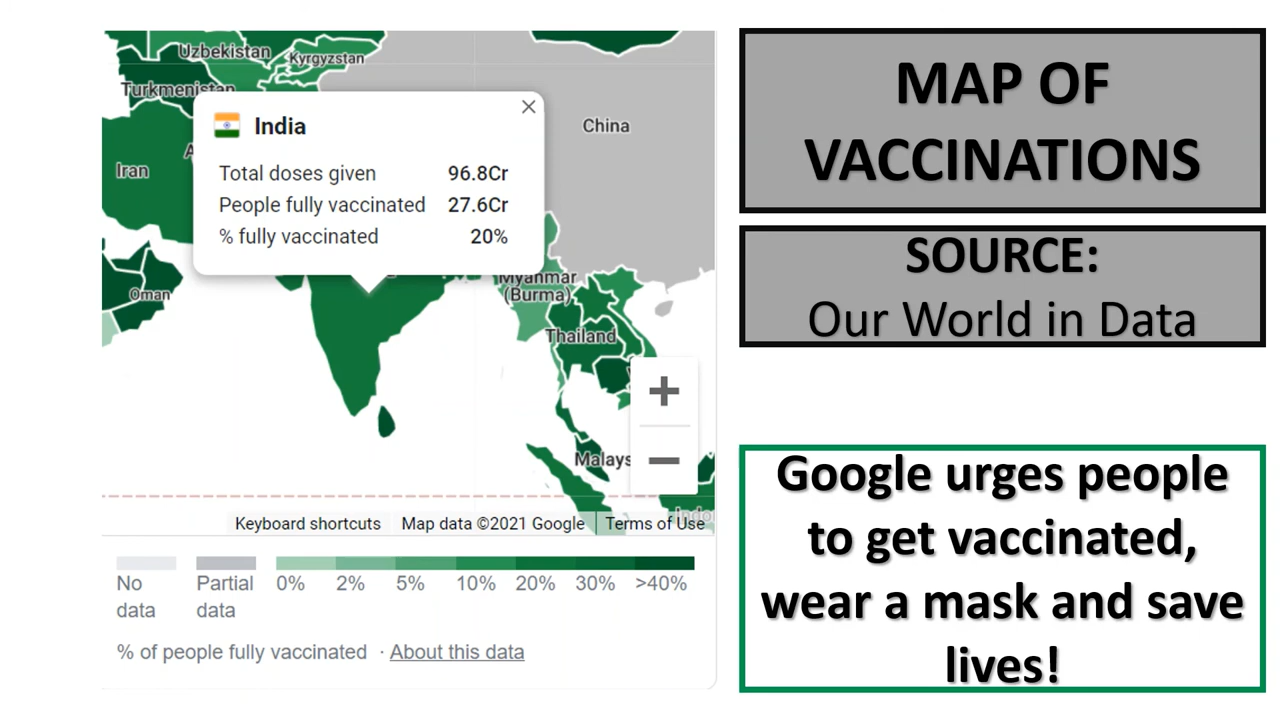 Uzbekistan
Kyrgyzstan
Turkmenistan
China
Iran
India
Total doses given 96.8Cr
People fully vaccinated 27.6Cr
% fully vaccinated 20%
Oman
Myanmar
(Burma)
Thailand
Malays
Indo
Keyboard shortcuts Map data ©2021 Google Terms of Use
No data
Partial data
0% 2% 5% 10% 20% 30% >40%
% of people fully vaccinated · About this data
MAP OF
VACCINATIONS
SOURCE:
Our World in Data
Google urges people
to get vaccinated,
wear a mask and save
lives!